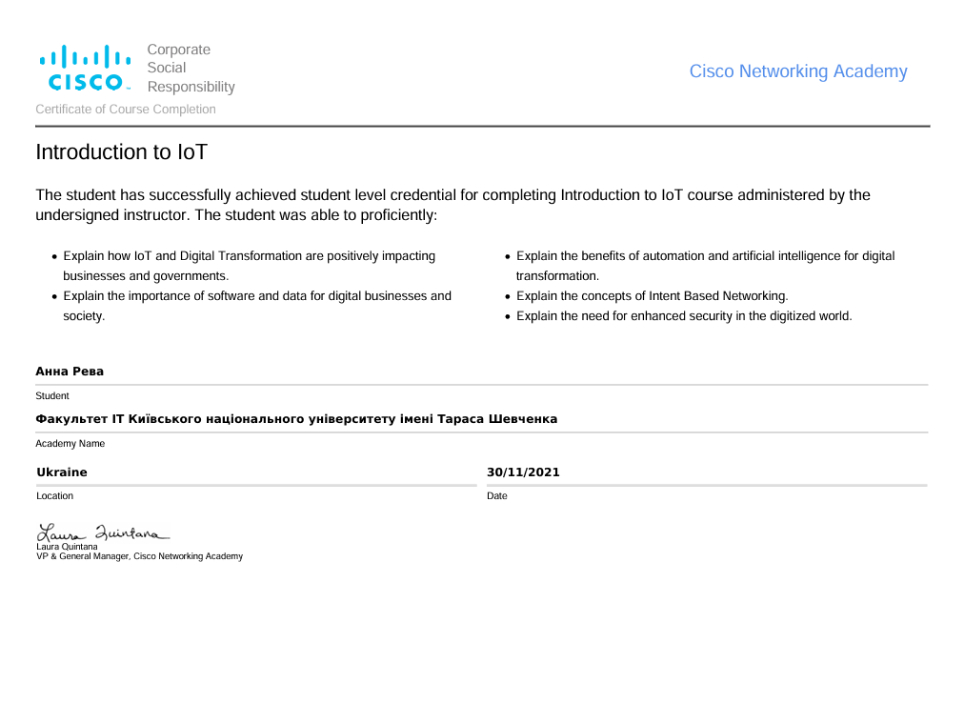 CISCO
Corporate
Social
Responsibility
Cisco Networking Academy
Certificate of Course Completion
Introduction to IoT
The student has successfully achieved student level credential for completing Introduction to IoT course administered by the
undersigned instructor. The student was able to proficiently:
• Explain how IoT and Digital Transformation are positively impacting
businesses and governments.
• Explain the importance of software and data for digital businesses and
society.
• Explain the benefits of automation and artificial intelligence for digital
transformation.
• Explain the concepts of Intent Based Networking.
• Explain the need for enhanced security in the digitized world.
Анна Рева
Student
Факультет ІТ Київського національного університету імені Тараса Шевченка
Academy Name
Ukraine
Location
30/11/2021
Date
Laura Quintana
Laura Quintana
VP & General Manager, Cisco Networking Academy